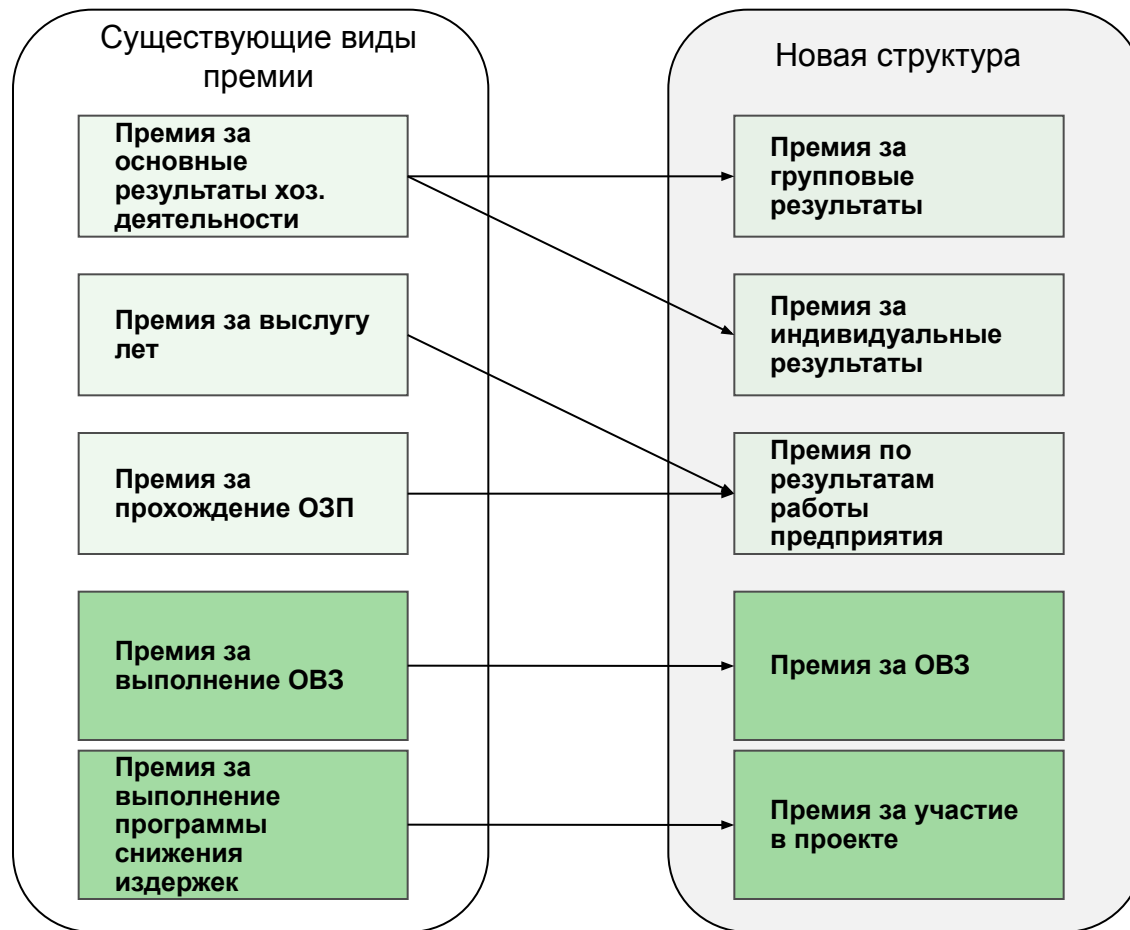 Существующие виды
премии
Премия за
основные
результаты хоз.
деятельности
Премия за выслугу
лет
Премия за
прохождение ОЗП
Премия за
выполнение ОВЗ
Премия за
выполнение
программы
снижения
издержек
Новая структура
Премия за
групповые
результаты
Премия за
индивидуальные
результаты
Премия по
результатам
работы
предприятия
Премия за ОВЗ
Премия за участие
в проекте